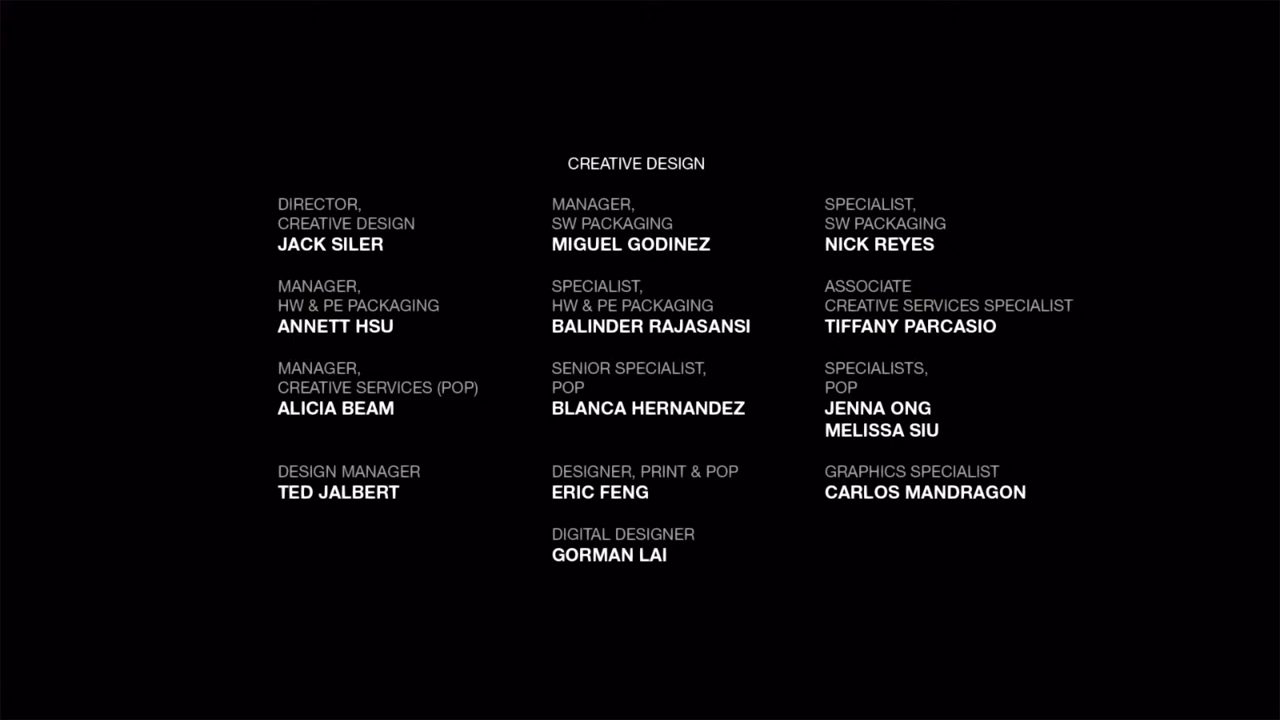 CREATIVE DESIGN
DIRECTOR,
CREATIVE DESIGN
JACK SILER
MANAGER,
SW PACKAGING
MIGUEL GODINEZ
SPECIALIST,
SW PACKAGING
NICK REYES
MANAGER,
HW & PE PACKAGING
ANNETT HSU
SPECIALIST,
HW & PE PACKAGING
BALINDER RAJASANSI
ASSOCIATE
CREATIVE SERVICES SPECIALIST
TIFFANY PARCASIO
MANAGER,
CREATIVE SERVICES (POP)
ALICIA BEAM
SENIOR SPECIALIST,
POP
BLANCA HERNANDEZ
SPECIALISTS,
POP
JENNA ONG
MELISSA SIU
DESIGN MANAGER
TED JALBERT
DESIGNER, PRINT & POP
ERIC FENG
GRAPHICS SPECIALIST
CARLOS MANDRAGON
DIGITAL DESIGNER
GORMAN LAI